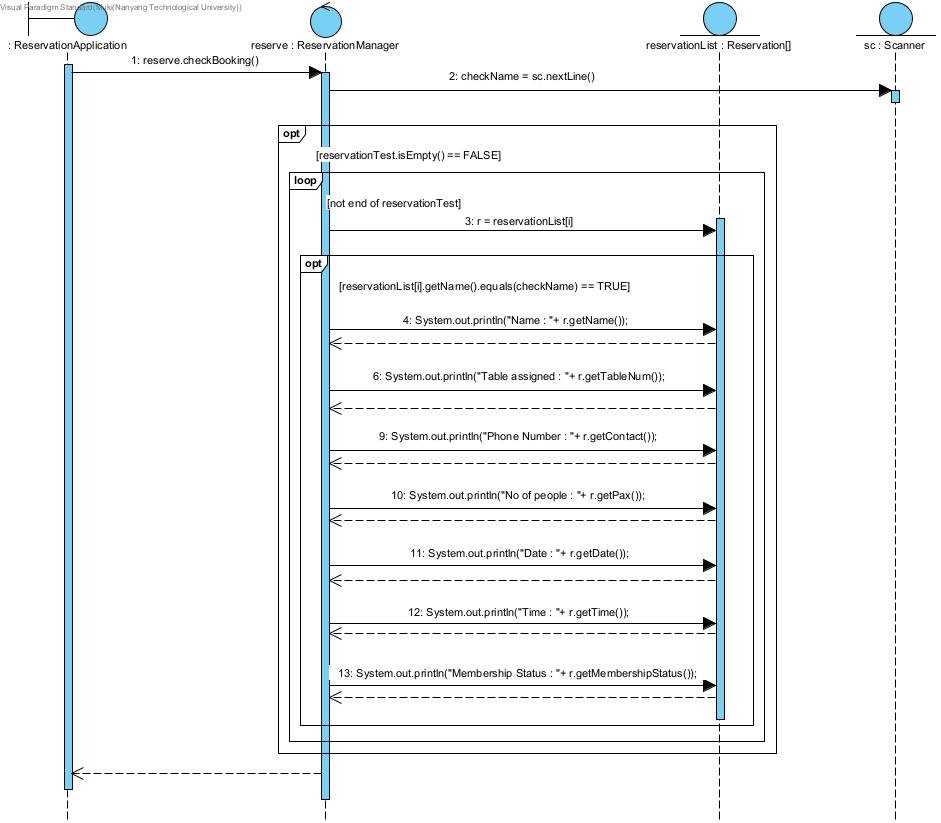 Visual Paradigm Standard(Muki(Nanyang Technological University))
: ReservationApplication
reserve : ReservationManager
reservationList : Reservation[]
sc : Scanner
1: reserve.checkBooking()
2: checkName = sc.nextLine()
opt
[reservationTest.isEmpty() == FALSE]
loop
[not end of reservationTest]
3: r = reservationList[i]
opt
[reservationList[i].getName().equals(checkName) == TRUE]
4: System.out.println("Name : "+ r.getName());
6: System.out.println("Table assigned : "+ r.getTableNum());
9: System.out.println("Phone Number : "+ r.getContact());
10: System.out.println("No of people : "+ r.getPax());
11: System.out.println("Date : "+ r.getDate());
12: System.out.println("Time : "+ r.getTime());
13: System.out.println("Membership Status : "+ r.getMembershipStatus());